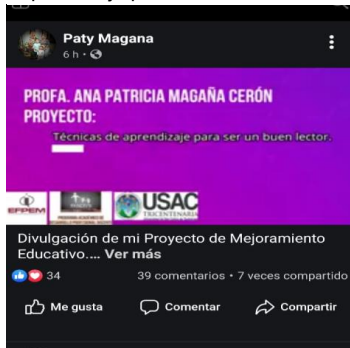 Paty Magana
6 h
PROFA. ANA PATRICIA MAGAÑA CERÓN
PROYECTO:
Técnicas de aprendizaje para ser un buen lector.
EFPEM
USAC
TRICENTENARIA
Divulgación de mi Proyecto de Mejoramiento
Educativo.... Ver más
34 39 comentarios • 7 veces compartido
Me gusta Comentar Compartir